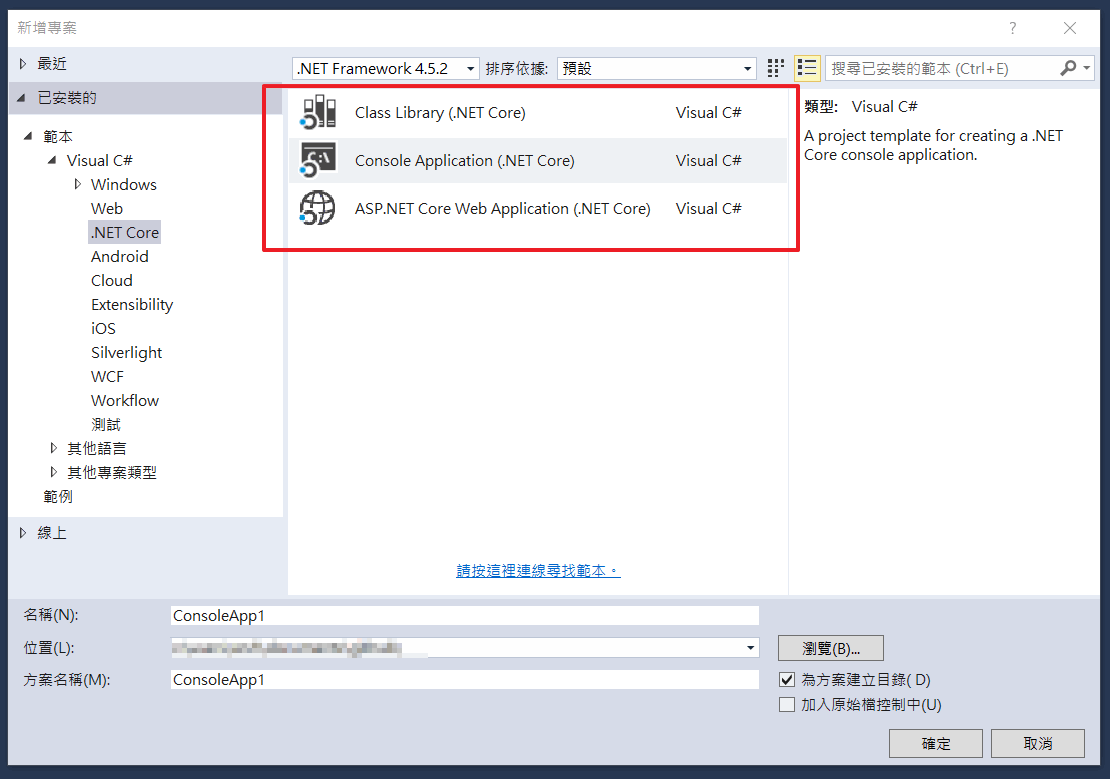 新增專案
?
最近
已安裝的
範本
Visual C#
Windows
Web
.NET Core
Android
Cloud
Extensibility
iOS
Silverlight
WCF
Workflow
測試
其他語言
其他專案類型
範例
線上
.NET Framework 4.5.2
排序依據:
預設
搜尋已安裝的範本 (Ctrl+E)
Class Library (.NET Core) Visual C#
Console Application (.NET Core) Visual C#
ASP.NET Core Web Application (.NET Core) Visual C#
請按這裡連線尋找範本。
類型: Visual C#
A project template for creating a .NET
Core console application.
名稱(N): ConsoleApp1
位置(L):
瀏覽(B)...
方案名稱(M): ConsoleApp1
為方案建立目錄( D)
加入原始檔控制中(U)
確定
取消